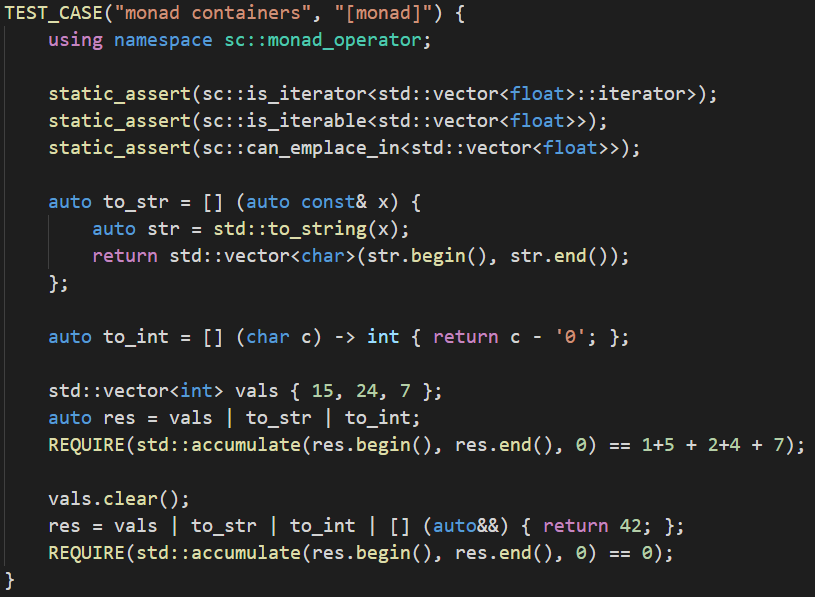 TEST_CASE("monad containers", "[monad]") {
    using namespace sc::monad_operator;

    static_assert(sc::is_iterator<std::vector<float>::iterator>);
    static_assert(sc::is_iterable<std::vector<float>>);
    static_assert(sc::can_emplace_in<std::vector<float>>);

    auto to_str = [] (auto const& x) {
        auto str = std::to_string(x);
        return std::vector<char>(str.begin(), str.end());
    };

    auto to_int = [] (char c) -> int { return c - '0'; };

    std::vector<int> vals { 15, 24, 7 };
    auto res = vals | to_str | to_int;
    REQUIRE(std::accumulate(res.begin(), res.end(), 0) == 1+5 + 2+4 + 7);

    vals.clear();
    res = vals | to_str | to_int | [] (auto&&) { return 42; };
    REQUIRE(std::accumulate(res.begin(), res.end(), 0) == 0);
}